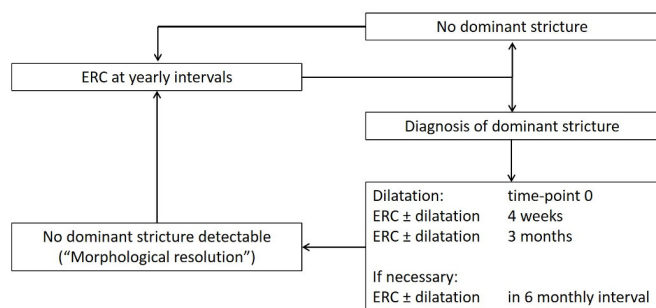 No dominant stricture
ERC at yearly intervals
Diagnosis of dominant stricture
Dilatation: time-point 0
ERC ± dilatation 4 weeks
ERC ± dilatation 3 months
If necessary:
ERC ± dilatation in 6 monthly interval
No dominant stricture detectable
(“Morphological resolution”)